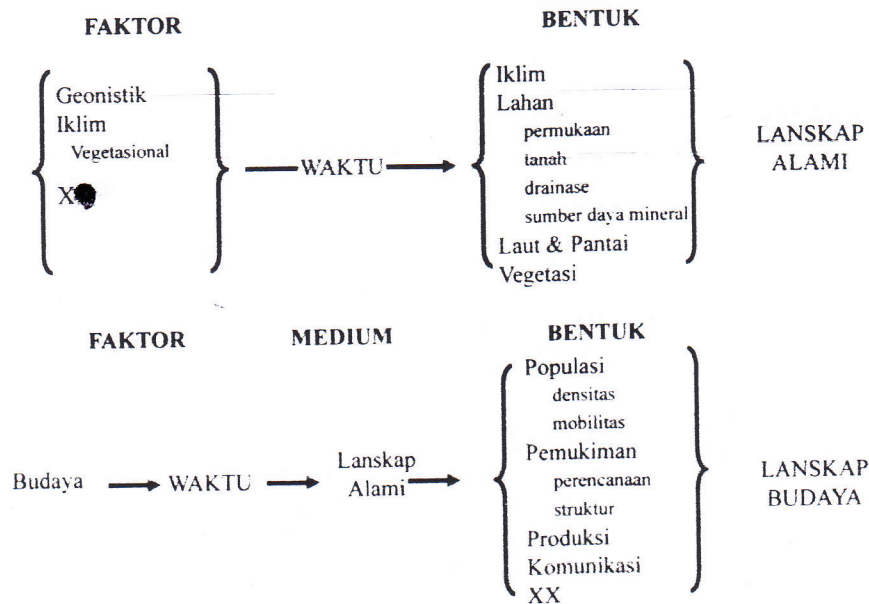 FAKTOR
BENTUK
Geonistik
Iklim
Vegetasional
X
WAKTU
Iklim
Lahan
permukaan
tanah
drainase
sumber daya mineral
Laut & Pantai
Vegetasi
LANSKAP
ALAMI
FAKTOR
MEDIUM
BENTUK
Budaya
WAKTU
Lanskap
Alami
Populasi
densitas
mobilitas
Pemukiman
perencanaan
struktur
Produksi
Komunikasi
XX
LANSKAP
BUDAYA